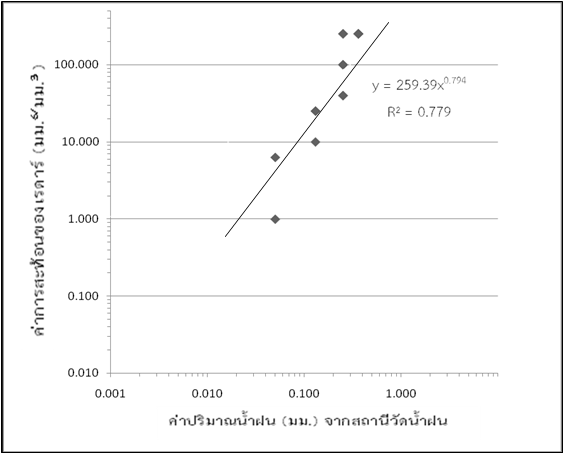 100.000
y = 259.39x^0.794
R² = 0.779
10.000
1.000
0.100
0.010
0.001 0.010 0.100 1.000
ค่าการสะท้อนของเรดาร์ (มม.⁶/มม.³)
ค่าปริมาณน้ำฝน (มม.) จากสถานีวัดน้ำฝน